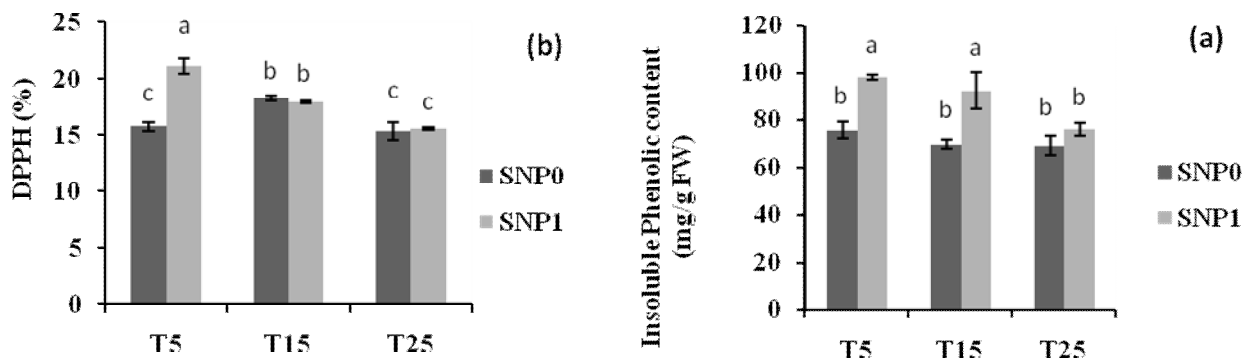 25
20
15
10
5
0
DPPH (%)
a
c
b b
c c
T5 T15 T25
(b)
SNP0
SNP1
120
100
80
60
40
20
0
Insoluble Phenolic content
(mg/g FW)
a
b
a
b
b b
T5 T15 T25
(a)
SNP0
SNP1